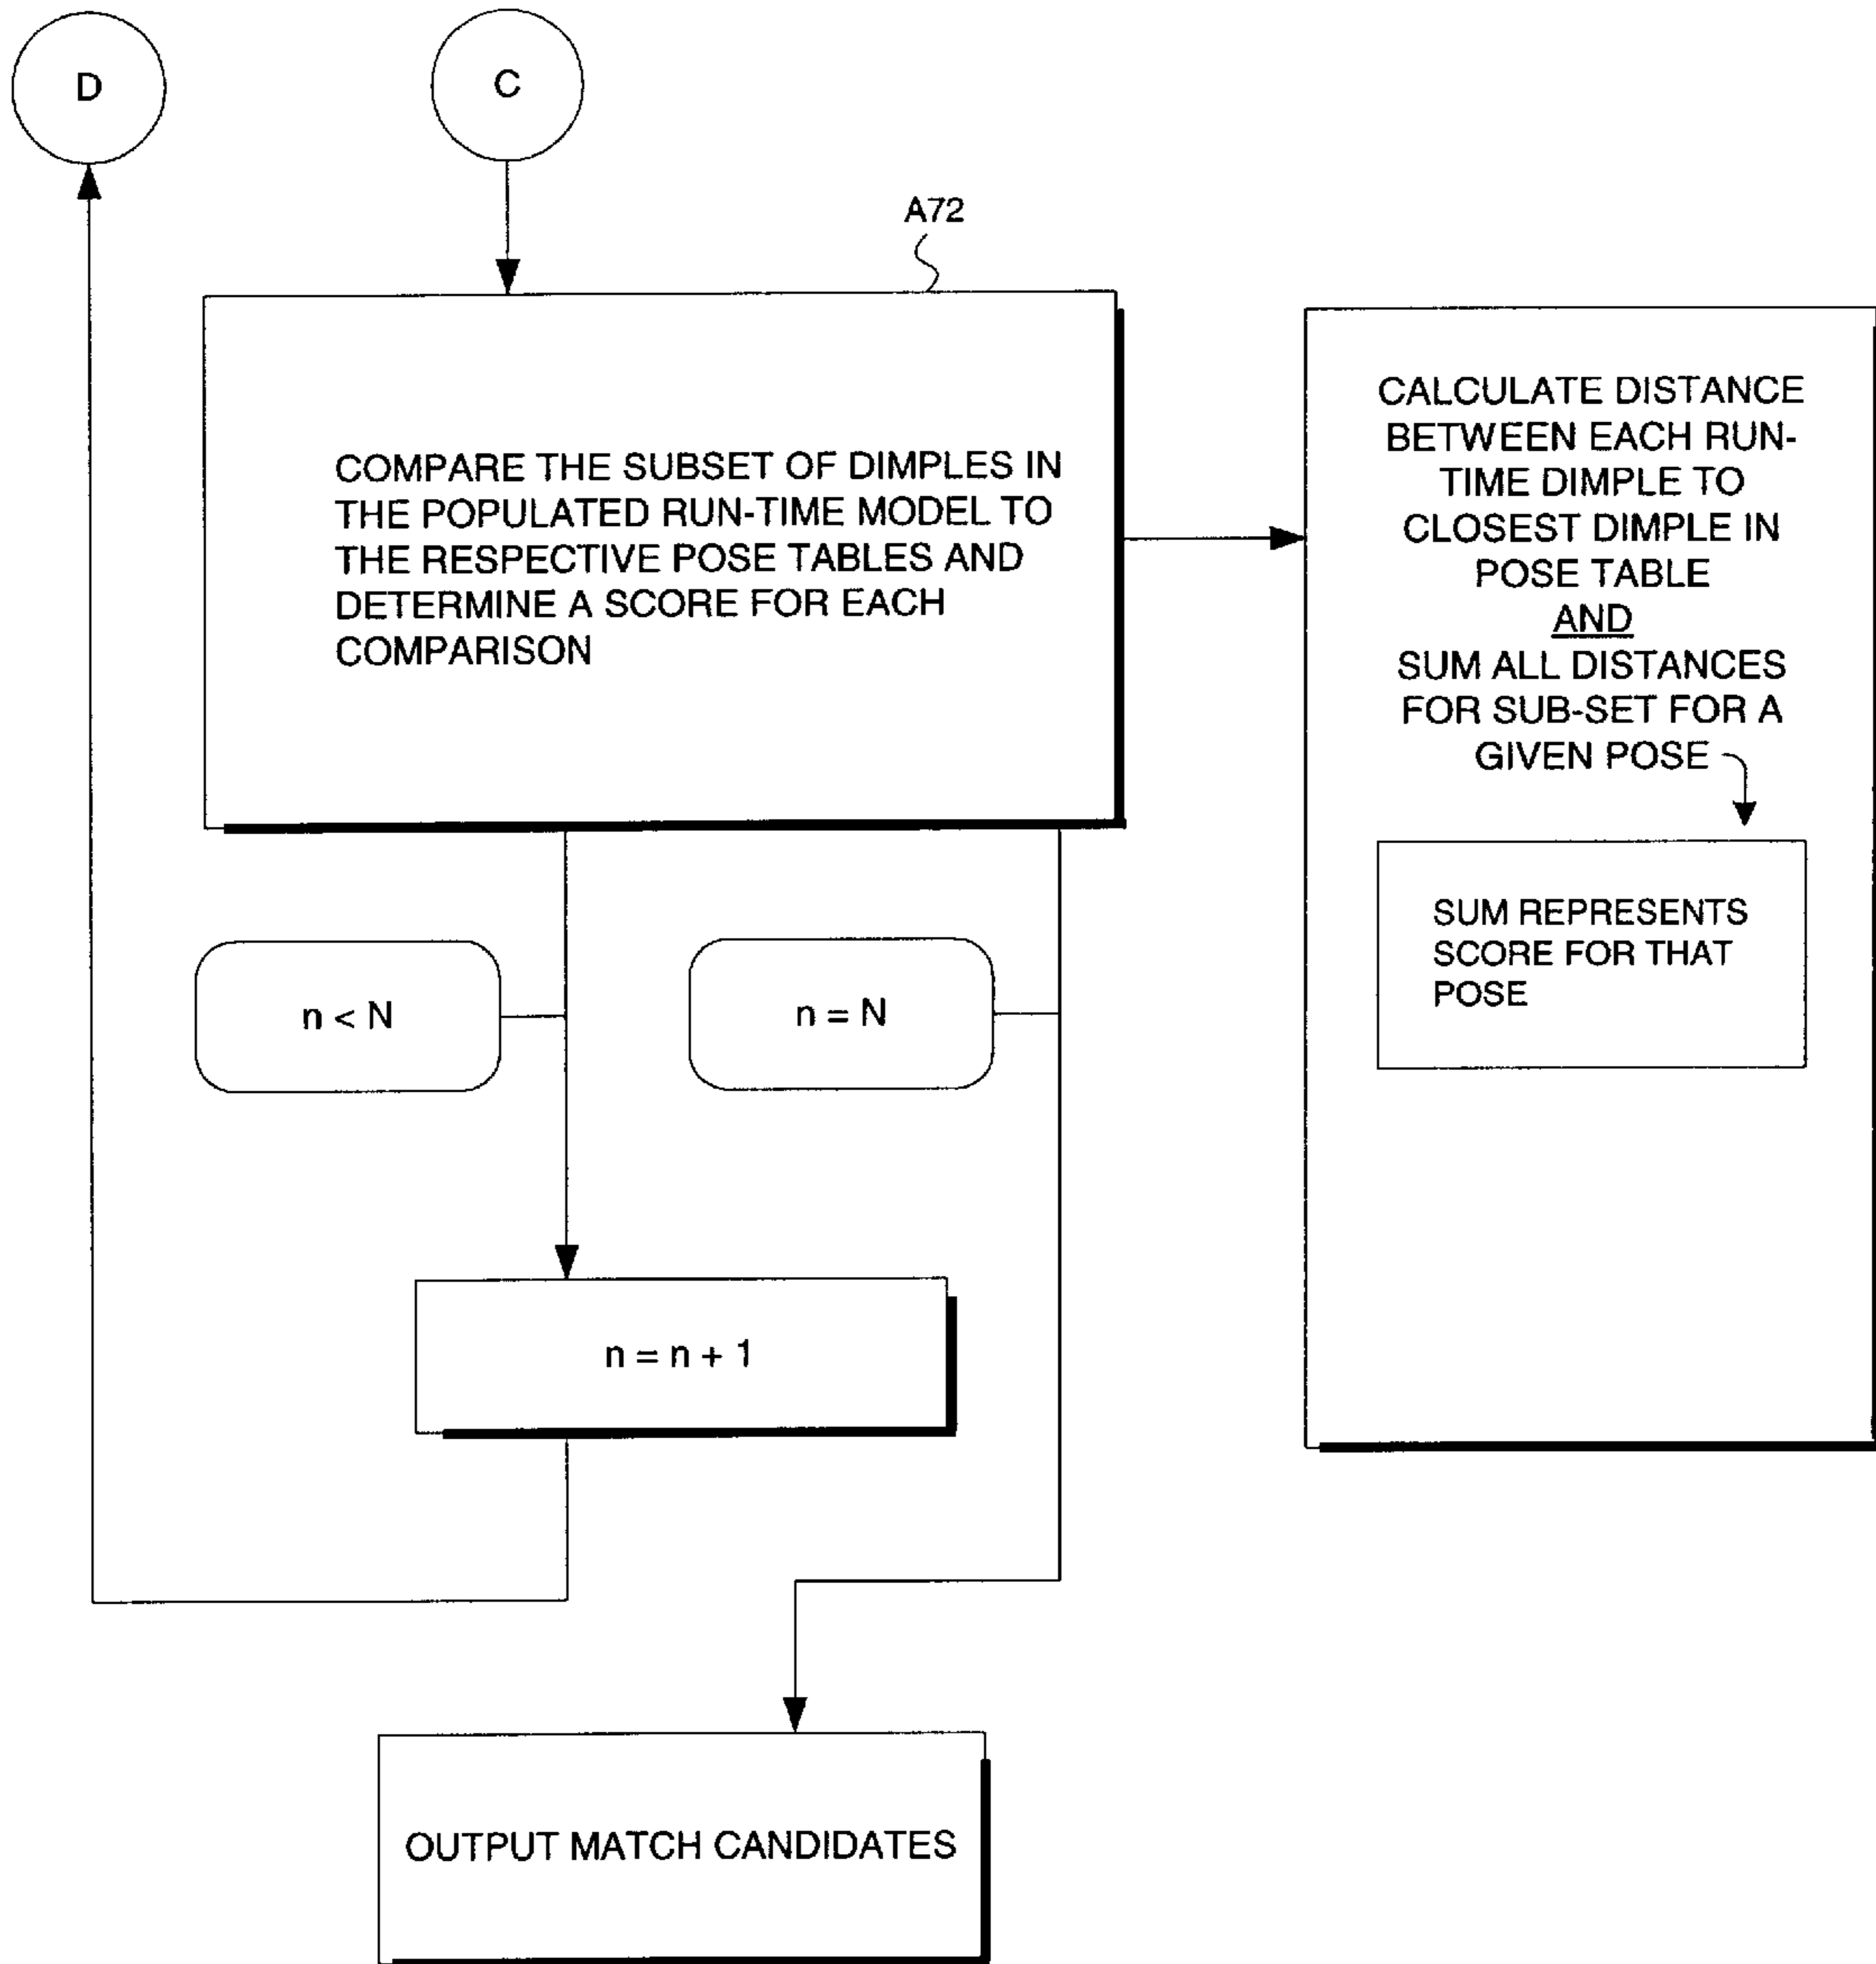 D
C
A72
COMPARE THE SUBSET OF DIMPLES IN
THE POPULATED RUN-TIME MODEL TO
THE RESPECTIVE POSE TABLES AND
DETERMINE A SCORE FOR EACH
COMPARISON
CALCULATE DISTANCE
BETWEEN EACH RUN-
TIME DIMPLE TO
CLOSEST DIMPLE IN
POSE TABLE
AND
SUM ALL DISTANCES
FOR SUB-SET FOR A
GIVEN POSE
SUM REPRESENTS
SCORE FOR THAT
POSE
n < N
n = N
n = n + 1
OUTPUT MATCH CANDIDATES